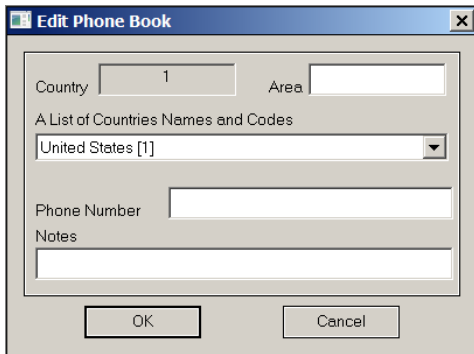 Edit Phone Book
Country 1 Area
A List of Countries Names and Codes
United States [1]
Phone Number
Notes
OK Cancel